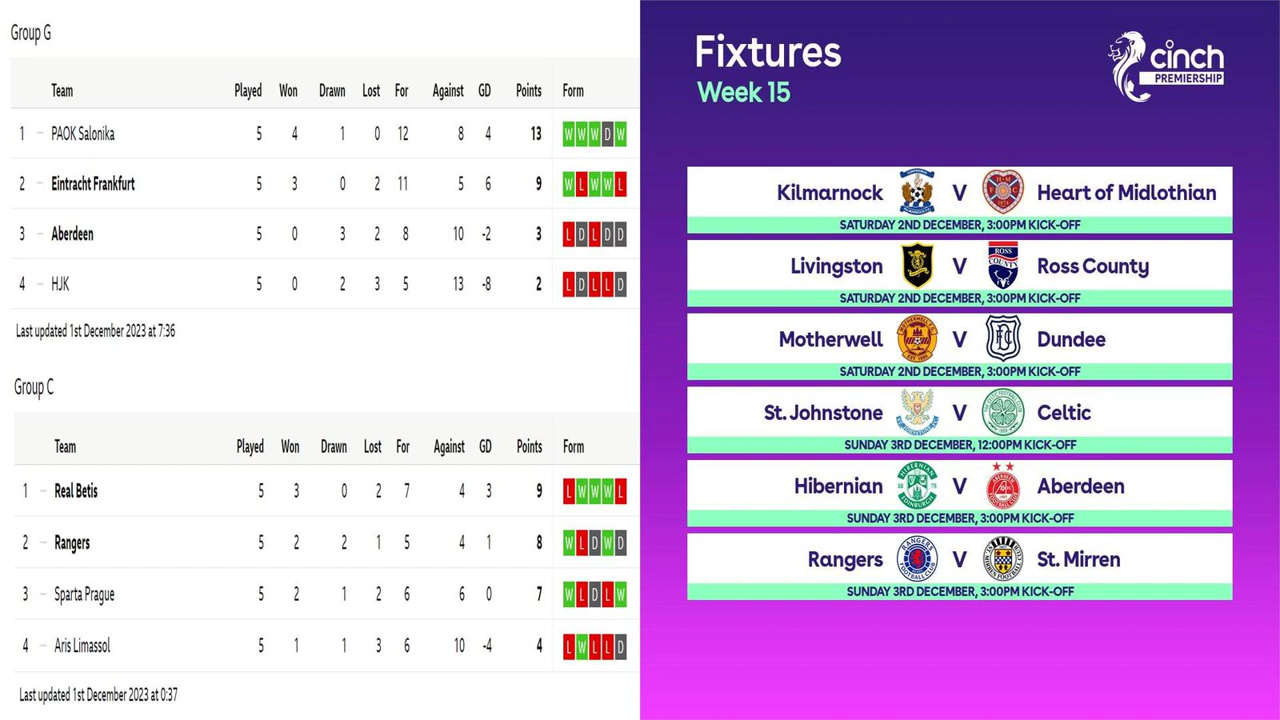 Group G
Team Played Won Drawn Lost For Against GD Points Form
1 PAOK Salonika 5 4 1 0 12 8 4 13 W W W D W
2 Eintracht Frankfurt 5 3 0 2 11 5 6 9 W L W W L
3 Aberdeen 5 0 3 2 8 10 -2 3 L D L D D
4 HJK 5 0 2 3 5 13 -8 2 L D L L D
Last updated 1st December 2023 at 7:36
Group C
Team Played Won Drawn Lost For Against GD Points Form
1 Real Betis 5 3 0 2 7 4 3 9 L W W W L
2 Rangers 5 2 2 1 5 4 1 8 W L D W D
3 Sparta Prague 5 2 1 2 6 6 0 7 W L D L W
4 Aris Limassol 5 1 1 3 6 10 -4 4 L W L L D
Last updated 1st December 2023 at 0:37
Fixtures
Week 15
cinch
PREMIERSHIP
Kilmarnock V Heart of Midlothian
SATURDAY 2ND DECEMBER, 3:00PM KICK-OFF
Livingston V ROSS COUNTY Ross County
SATURDAY 2ND DECEMBER, 3:00PM KICK-OFF
Motherwell V Dundee
SATURDAY 2ND DECEMBER, 3:00PM KICK-OFF
St. Johnstone V Celtic
SUNDAY 3RD DECEMBER, 12:00PM KICK-OFF
Hibernian V Aberdeen
SUNDAY 3RD DECEMBER, 3:00PM KICK-OFF
Rangers V St. Mirren
SUNDAY 3RD DECEMBER, 3:00PM KICK-OFF